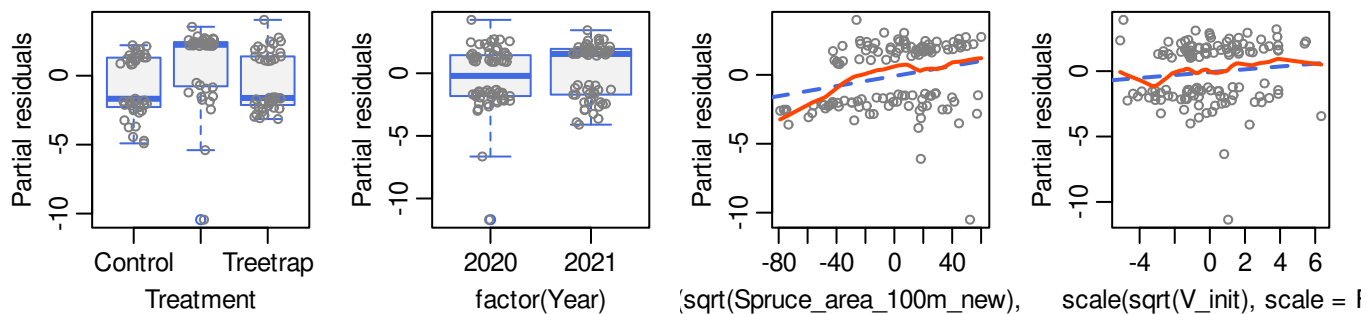 Partial residuals
0
-5
-10
Control
Treetrap
Treatment
Partial residuals
0
-5
-10
2020
2021
factor(Year)
Partial residuals
0
-5
-10
-80
-40
0
40
(sqrt(Spruce_area_100m_new),
Partial residuals
0
-5
-10
-4
0
2
4
6
scale(sqrt(V_init), scale = F